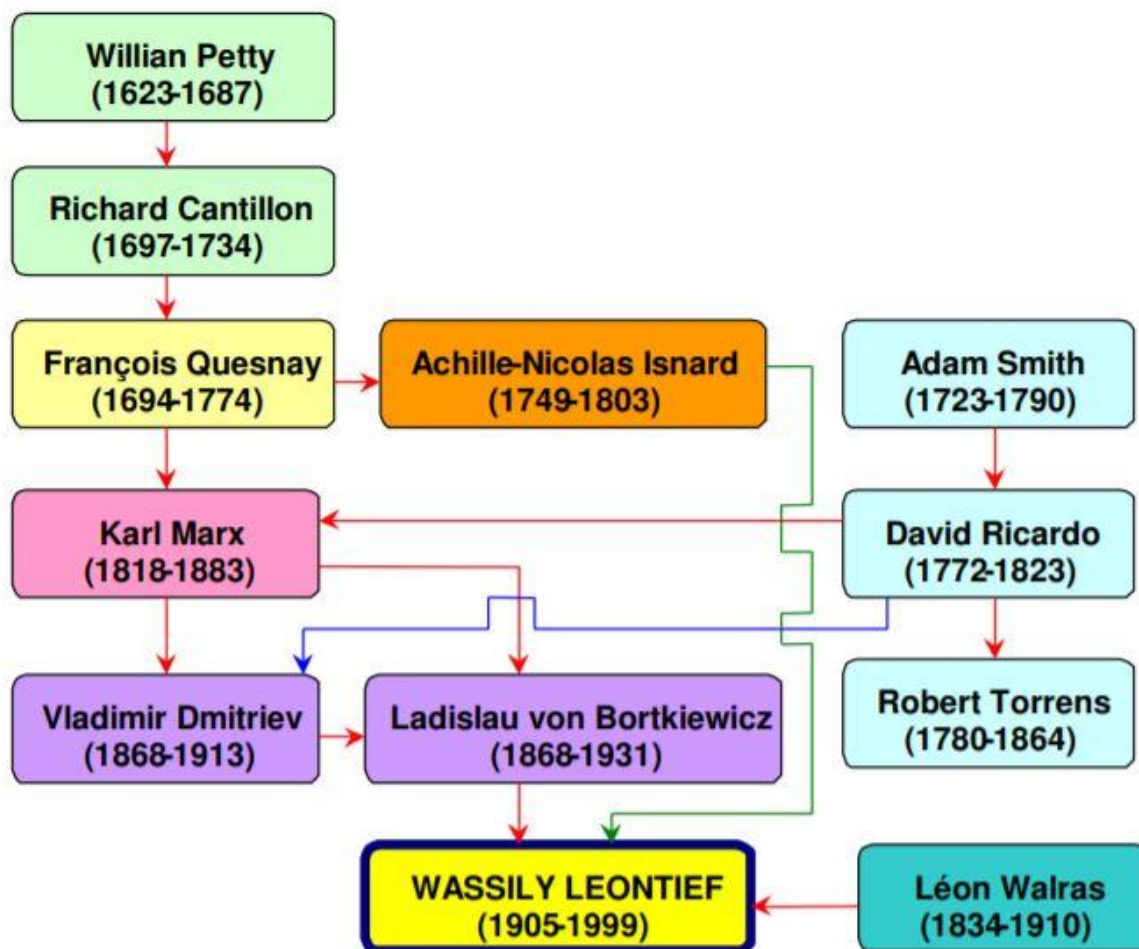 Willian Petty
(1623-1687)
Richard Cantillon
(1697-1734)
François Quesnay
(1694-1774)
Achille-Nicolas Isnard
(1749-1803)
Adam Smith
(1723-1790)
Karl Marx
(1818-1883)
David Ricardo
(1772-1823)
Vladimir Dmitriev
(1868-1913)
Ladislau von Bortkiewicz
(1868-1931)
Robert Torrens
(1780-1864)
WASSILY LEONTIEF
(1905-1999)
Léon Walras
(1834-1910)